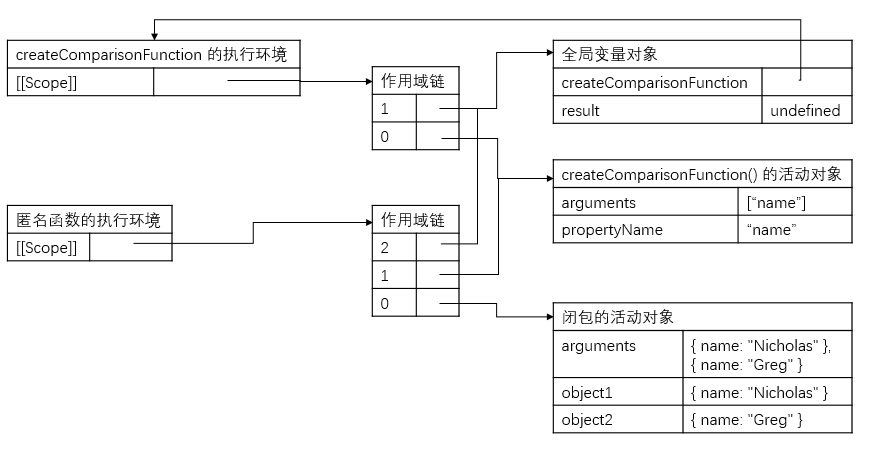 createComparisonFunction 的执行环境
[[Scope]]
作用域链
1
0
全局变量对象
createComparisonFunction
result undefined
createComparisonFunction() 的活动对象
arguments [“name”]
propertyName “name”
匿名函数的执行环境
[[Scope]]
作用域链
2
1
0
闭包的活动对象
arguments { name: "Nicholas" },
{ name: "Greg" }
object1 { name: "Nicholas" }
object2 { name: "Greg" }